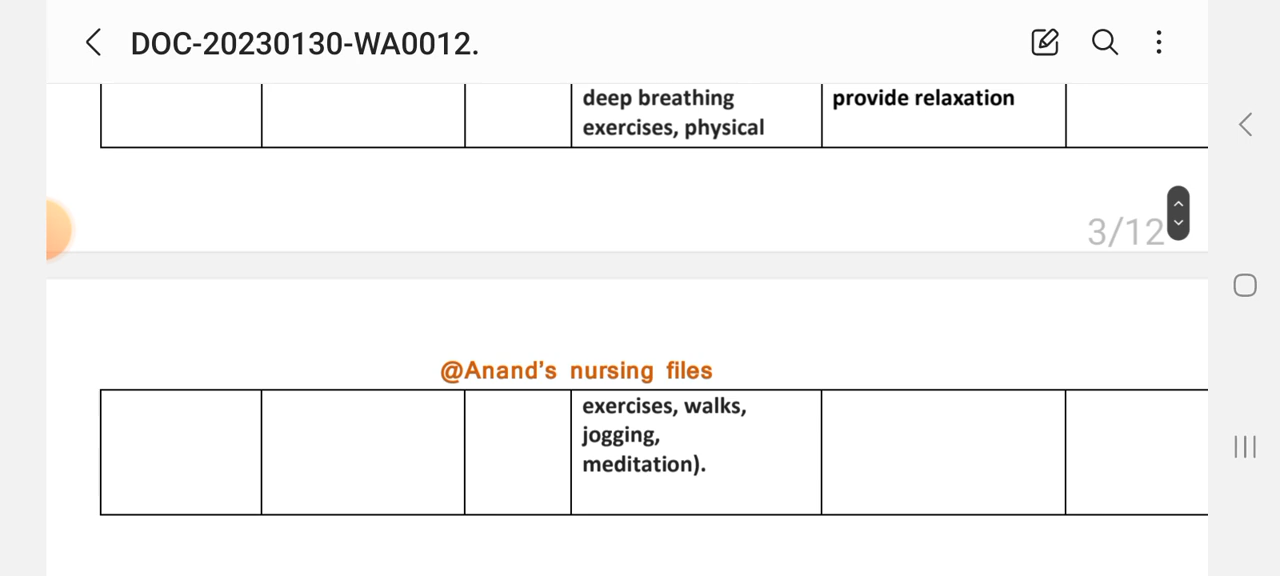 DOC-20230130-WA0012.
deep breathing
exercises, physical
provide relaxation
3/12
@Anand's nursing files
exercises, walks,
jogging,
meditation).